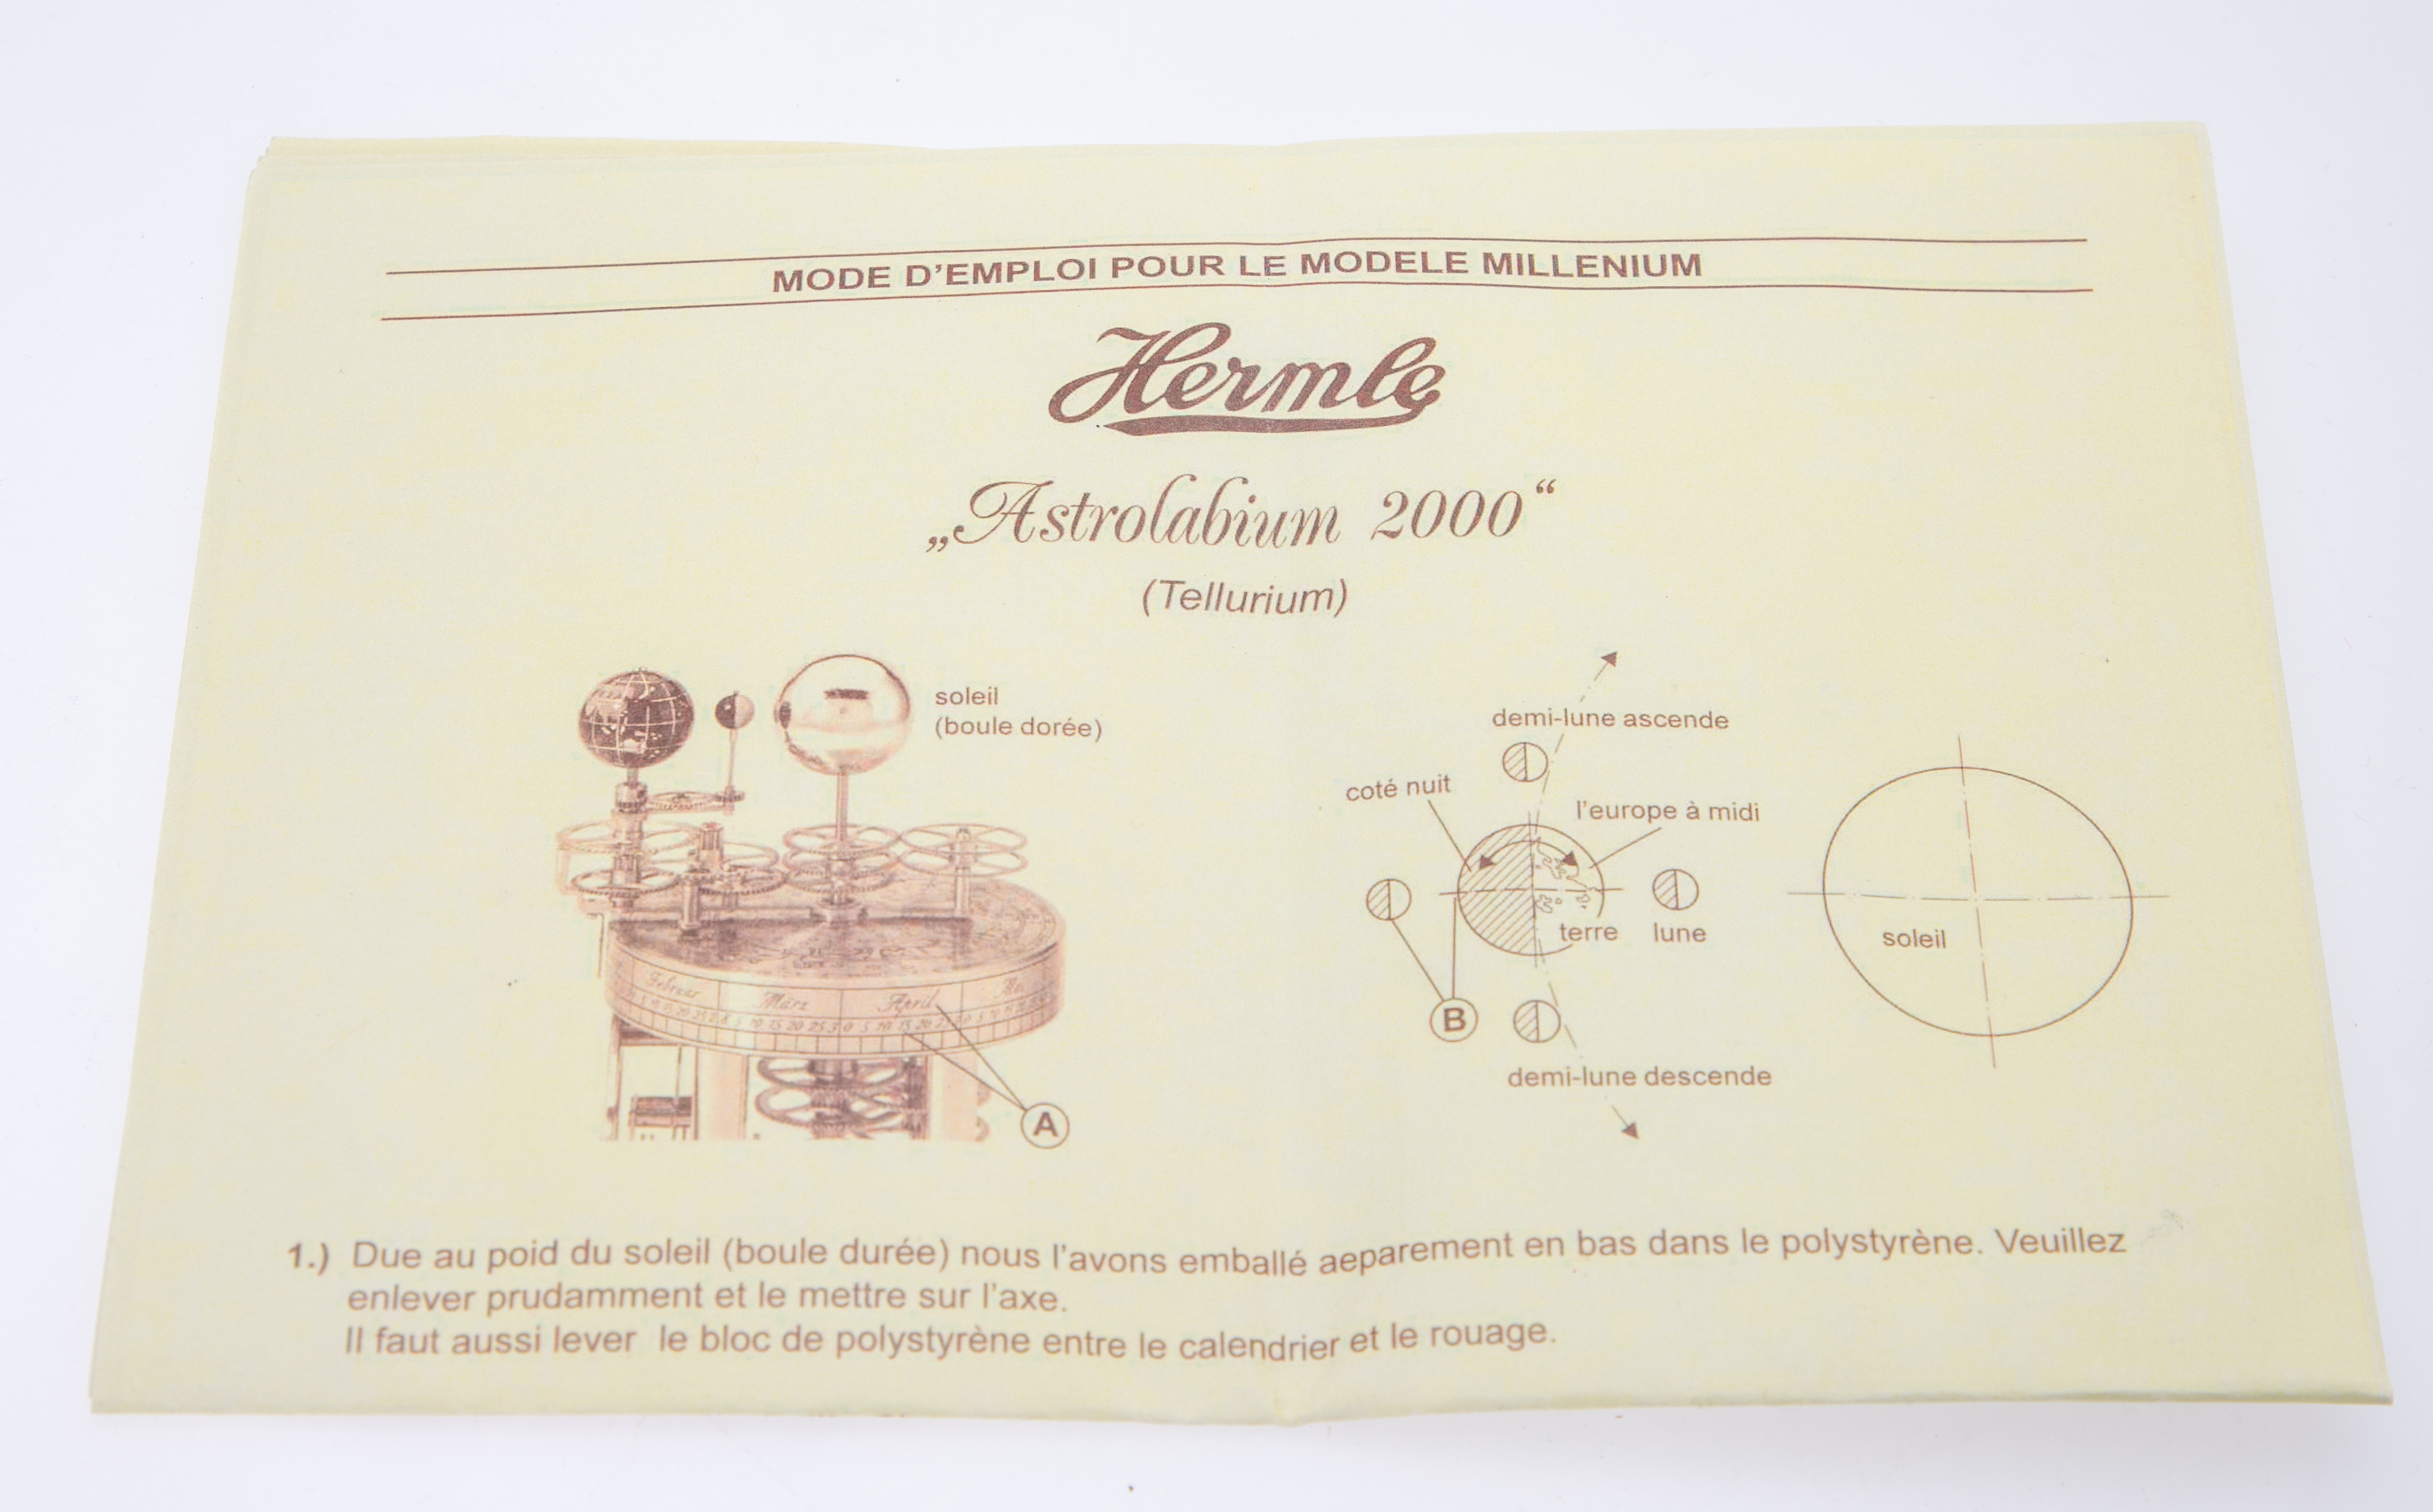 MODE D'EMPLOI POUR LE MODELE MILLENIUM
Hermle
„Astrolabium 2000“
(Tellurium)
soleil
(boule dorée)
Februar März April
A
demi-lune ascende
coté nuit
l'europe à midi
terre lune
soleil
B
demi-lune descende
1.) Due au poid du soleil (boule durée) nous l'avons emballé aeparement en bas dans le polystyrène. Veuillez
enlever prudamment et le mettre sur l'axe.
Il faut aussi lever le bloc de polystyrène entre le calendrier et le rouage.